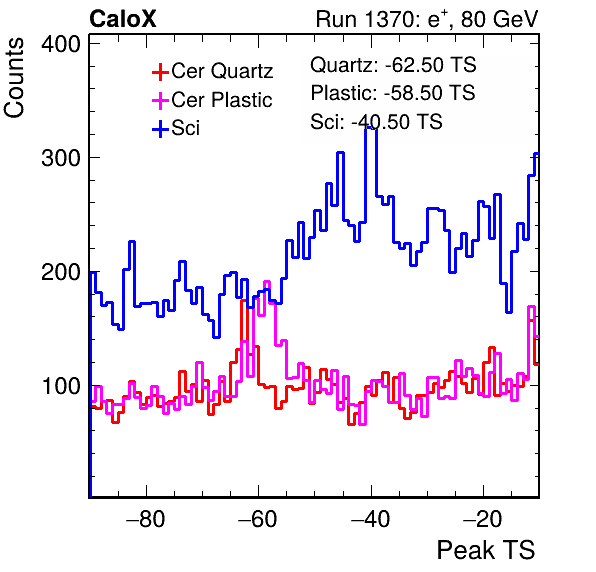 CaloX Run 1370: e⁺, 80 GeV
400
Counts
Cer Quartz
Cer Plastic
Sci
Quartz: -62.50 TS
Plastic: -58.50 TS
Sci: -40.50 TS
300
200
100
−80 −60 −40 −20
Peak TS